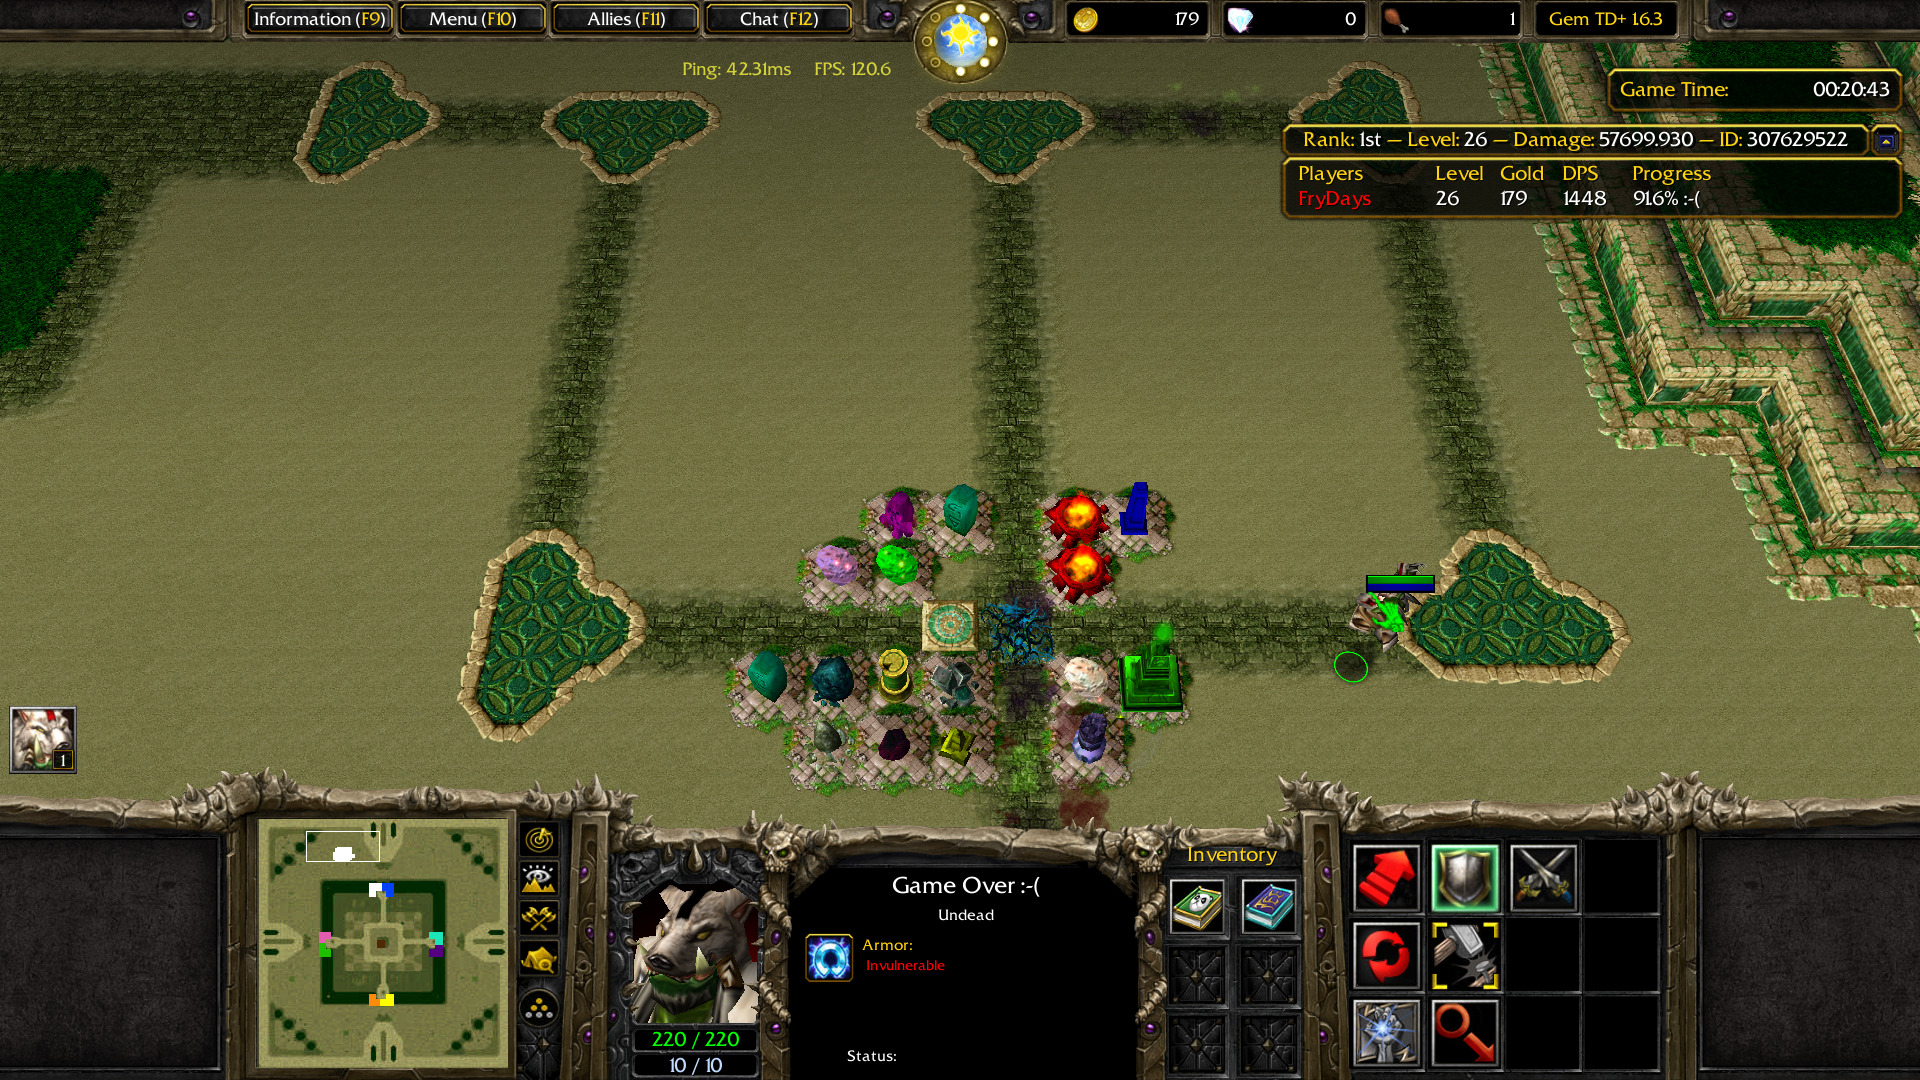 Information (F9)
Menu (F10)
Allies (F11)
Chat (F12)
179
0
1
Gem TD+ 16.3
Ping: 42.31ms FPS: 120.6
Game Time: 00:20:43
Rank: 1st — Level: 26 — Damage: 57699.930 — ID: 307629522
Players Level Gold DPS Progress
FryDays 26 179 1448 91.6% :-(
1
Game Over :-(
Undead
Armor:
Invulnerable
Status:
220 / 220
10 / 10
Inventory